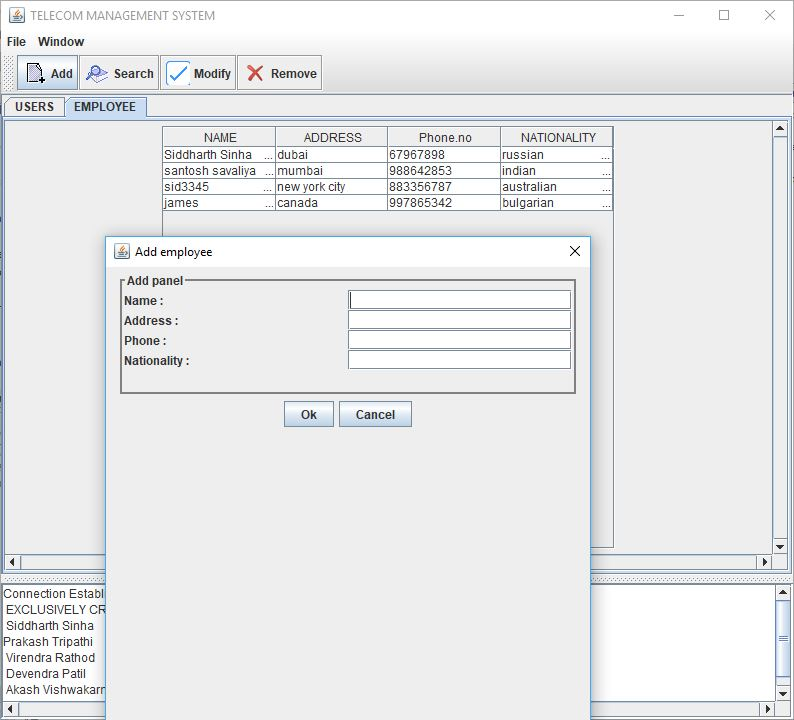 TELECOM MANAGEMENT SYSTEM
File Window
Add Search Modify Remove
USERS EMPLOYEE
NAME ADDRESS Phone.no NATIONALITY
Siddharth Sinha ... dubai 67967898 russian ...
santosh savaliya ... mumbai 988642853 indian ...
sid3345 ... new york city 883356787 australian ...
james ... canada 997865342 bulgarian ...
Add employee
Add panel
Name :
Address :
Phone :
Nationality :
Ok Cancel
Connection Establ
EXCLUSIVELY CR
Siddharth Sinha
Prakash Tripathi
Virendra Rathod
Devendra Patil
Akash Vishwakarn